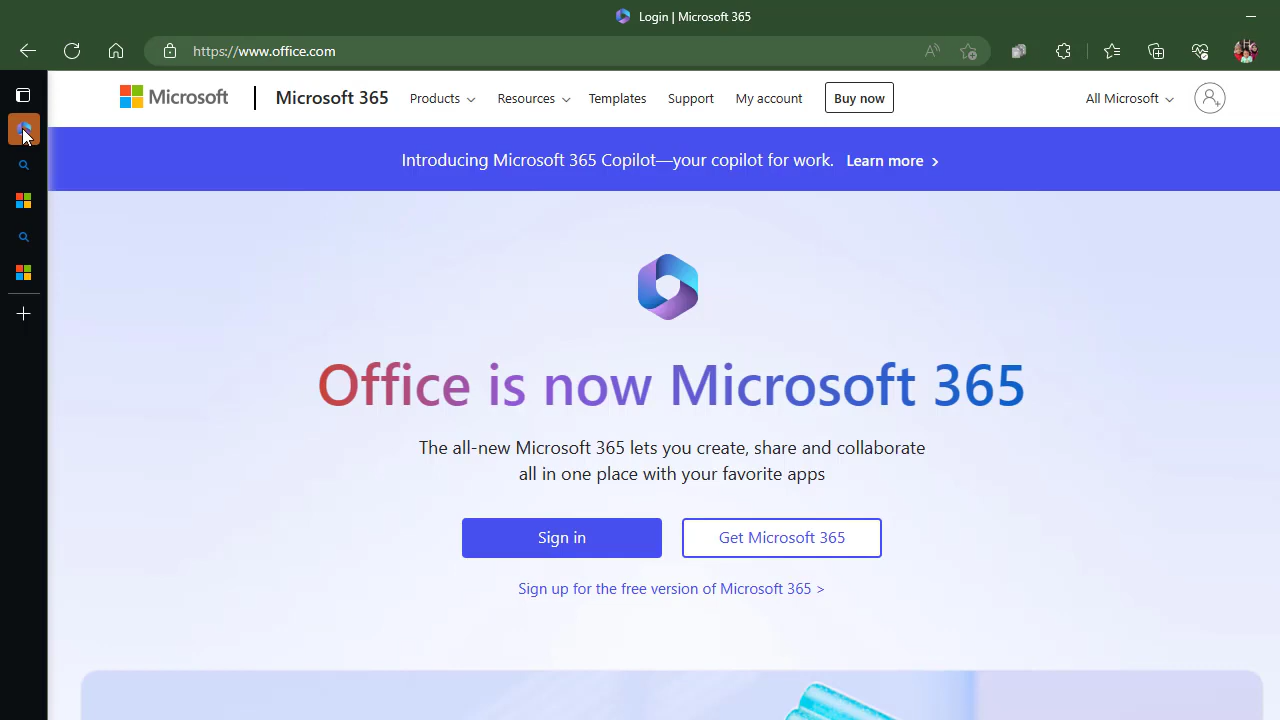 Login | Microsoft 365
https://www.office.com
Microsoft
Microsoft 365
Products
Resources
Templates
Support
My account
Buy now
All Microsoft
Introducing Microsoft 365 Copilot—your copilot for work. Learn more
Office is now Microsoft 365
The all-new Microsoft 365 lets you create, share and collaborate
all in one place with your favorite apps
Sign in
Get Microsoft 365
Sign up for the free version of Microsoft 365 >